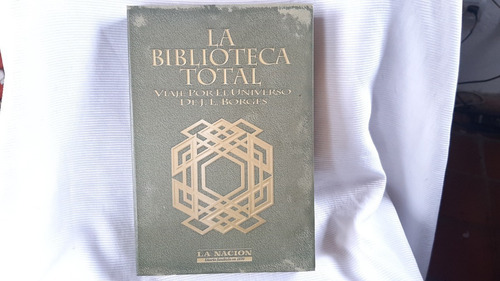 LA
BIBLIOTECA
TOTAL
VIAJE POR EL UNIVERSO
DE J. L. BORGES
LA NACION